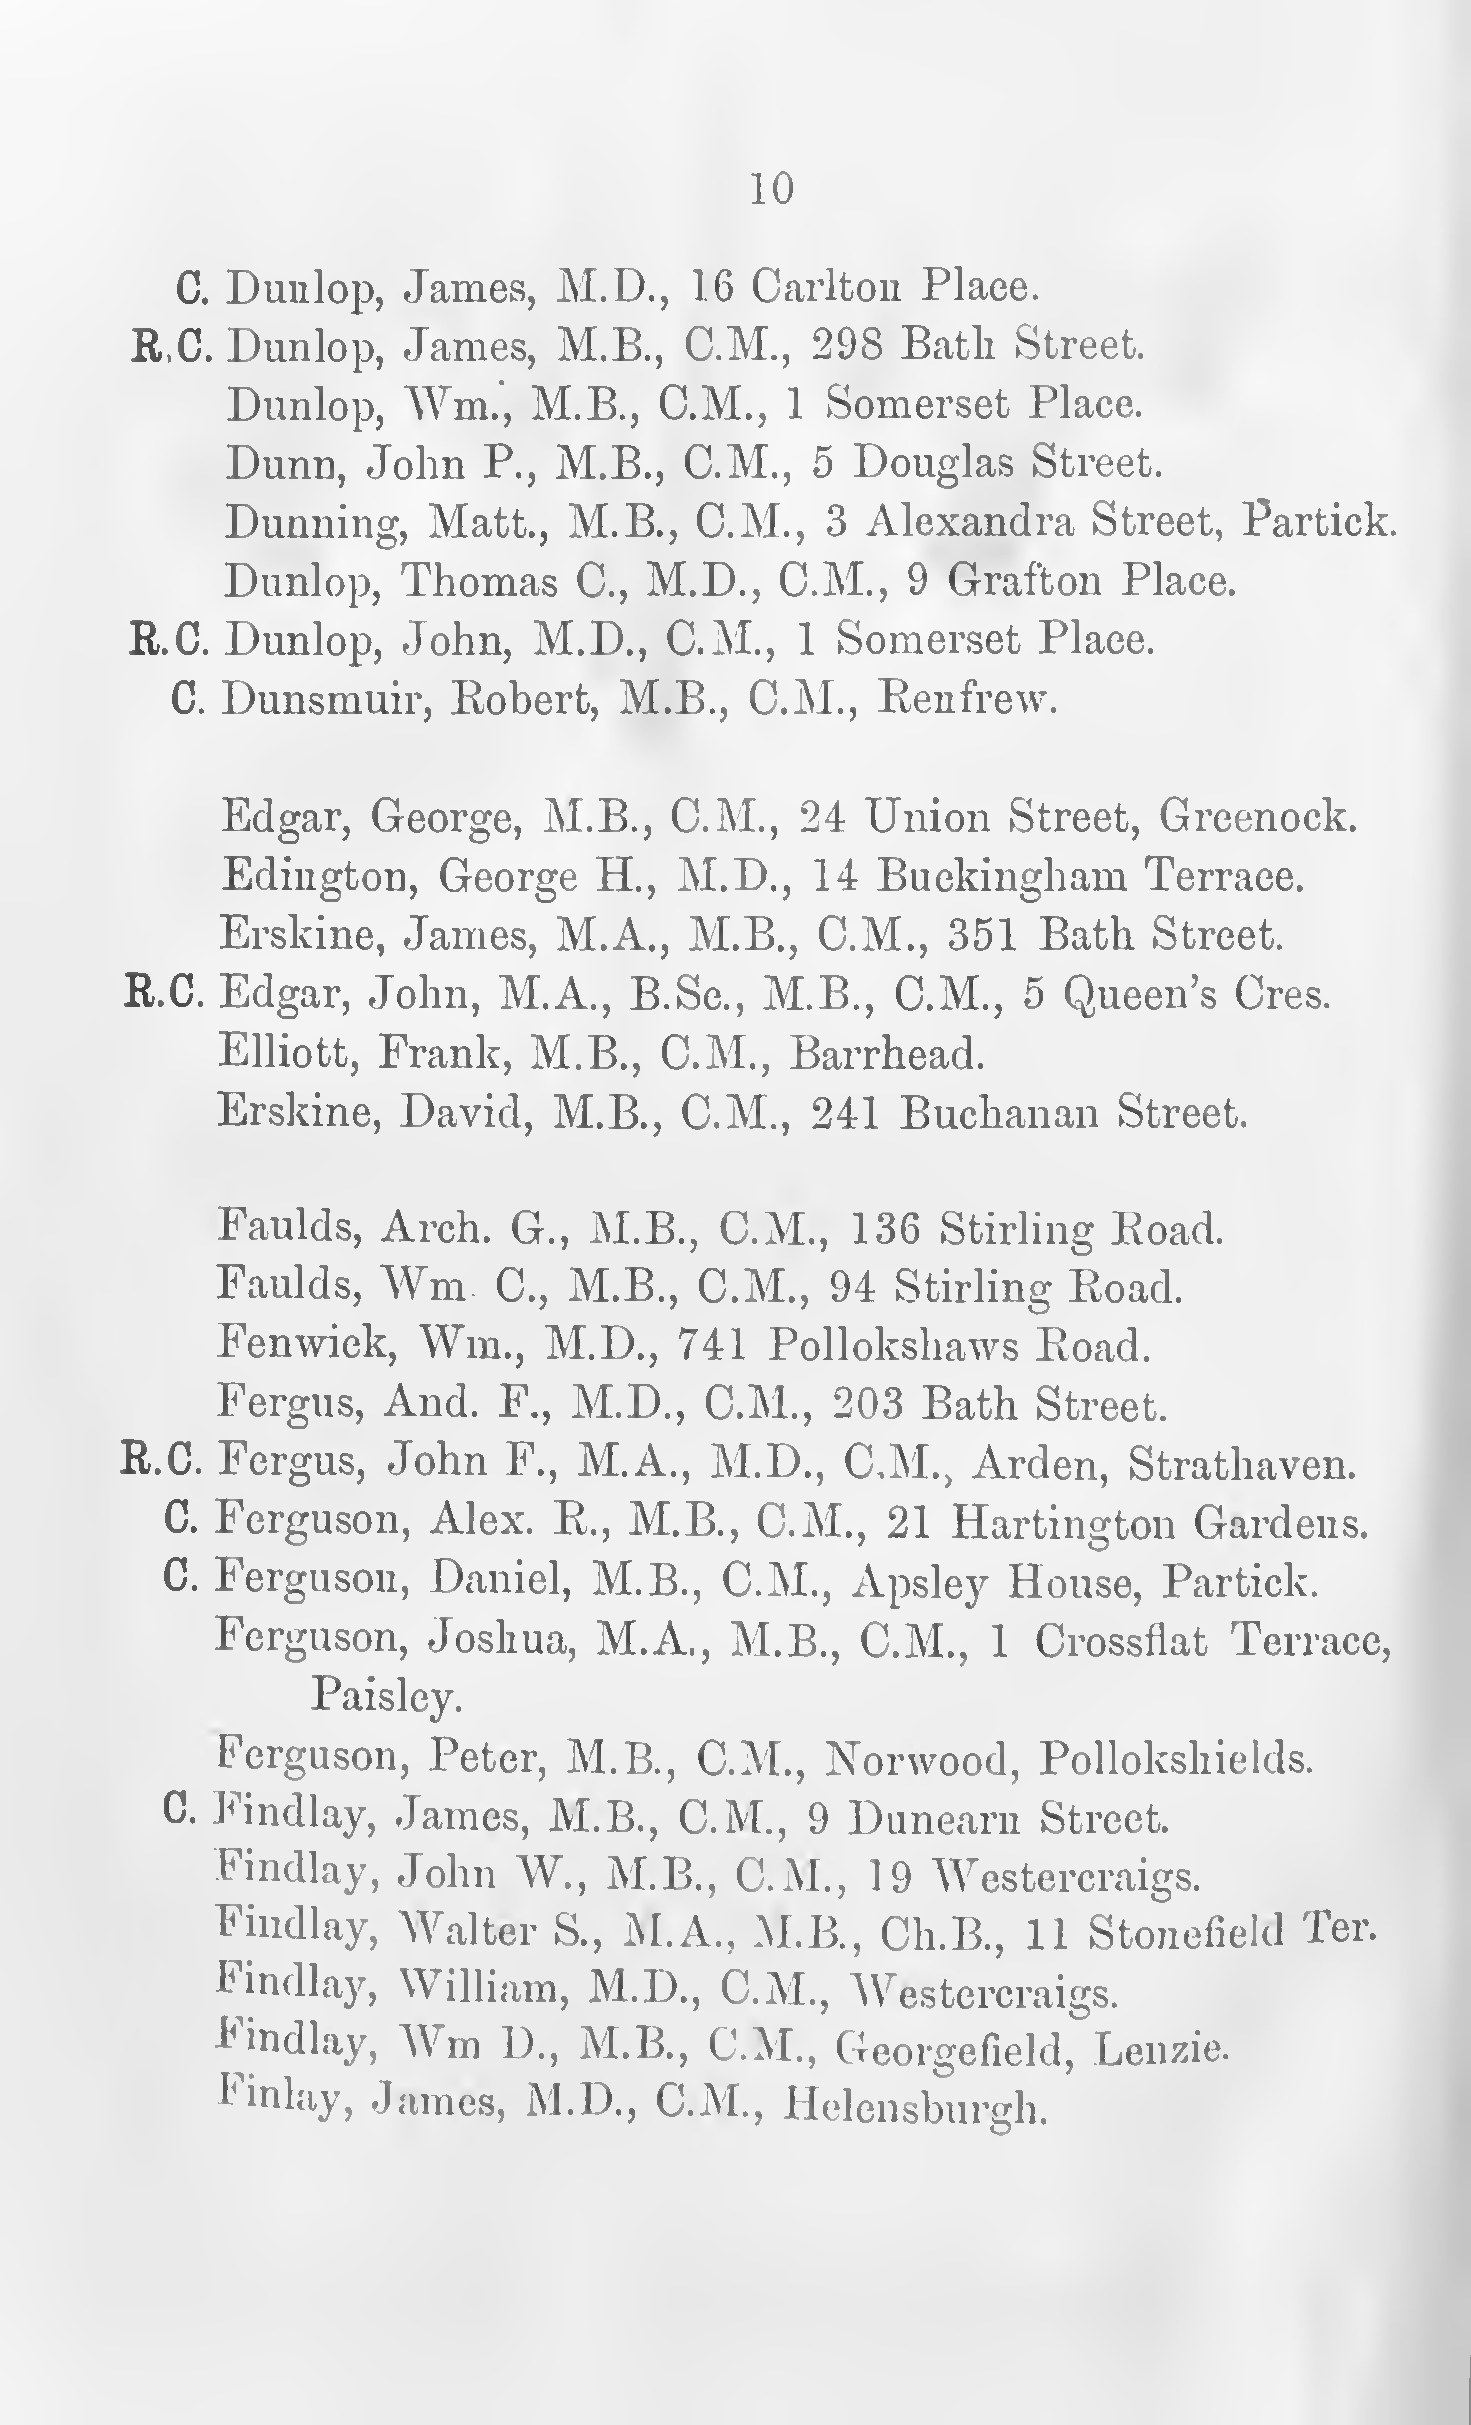 10
C. Dunlop, James, M.D., 16 Carlton Place.
R.C. Dunlop, James, M.B., C.M., 298 Bath Street.
Dunlop, Wm., M.B., C.M., 1 Somerset Place.
Dunn, John P., M.B., C.M., 5 Douglas Street.
Dunning, Matt., M.B., C.M., 3 Alexandra Street, Partick.
Dunlop, Thomas C., M.D., C.M., 9 Grafton Place.
R.C. Dunlop, John, M.D., C.M., 1 Somerset Place.
C. Dunsmuir, Robert, M.B., C.M., Renfrew.
Edgar, George, M.B., C.M., 24 Union Street, Greenock.
Edington, George H., M.D., 14 Buckingham Terrace.
Erskine, James, M.A., M.B., C.M., 351 Bath Street.
R.C. Edgar, John, M.A., B.Sc., M.B., C.M., 5 Queen's Cres.
Elliott, Frank, M.B., C.M., Barrhead.
Erskine, David, M.B., C.M., 241 Buchanan Street.
Faulds, Arch. G., M.B., C.M., 136 Stirling Road.
Faulds, Wm. C., M.B., C.M., 94 Stirling Road.
Fenwick, Wm., M.D., 741 Pollokshaws Road.
Fergus, And. F., M.D., C.M., 203 Bath Street.
R.C. Fergus, John F., M.A., M.D., C.M., Arden, Strathaven.
C. Ferguson, Alex. R., M.B., C.M., 21 Hartington Gardens.
C. Ferguson, Daniel, M.B., C.M., Apsley House, Partick.
Ferguson, Joshua, M.A., M.B., C.M., 1 Crossflat Terrace,
Paisley.
Ferguson, Peter, M.B., C.M., Norwood, Pollokshields.
C. Findlay, James, M.B., C.M., 9 Dunearn Street.
Findlay, John W., M.B., C.M., 19 Westercraigs.
Findlay, Walter S., M.A., M.B., Ch.B., 11 Stonefield Ter.
Findlay, William, M.D., C.M., Westercraigs.
Findlay, Wm D., M.B., C.M., Georgefield, Lenzie.
Finlay, James, M.D., C.M., Helensburgh.